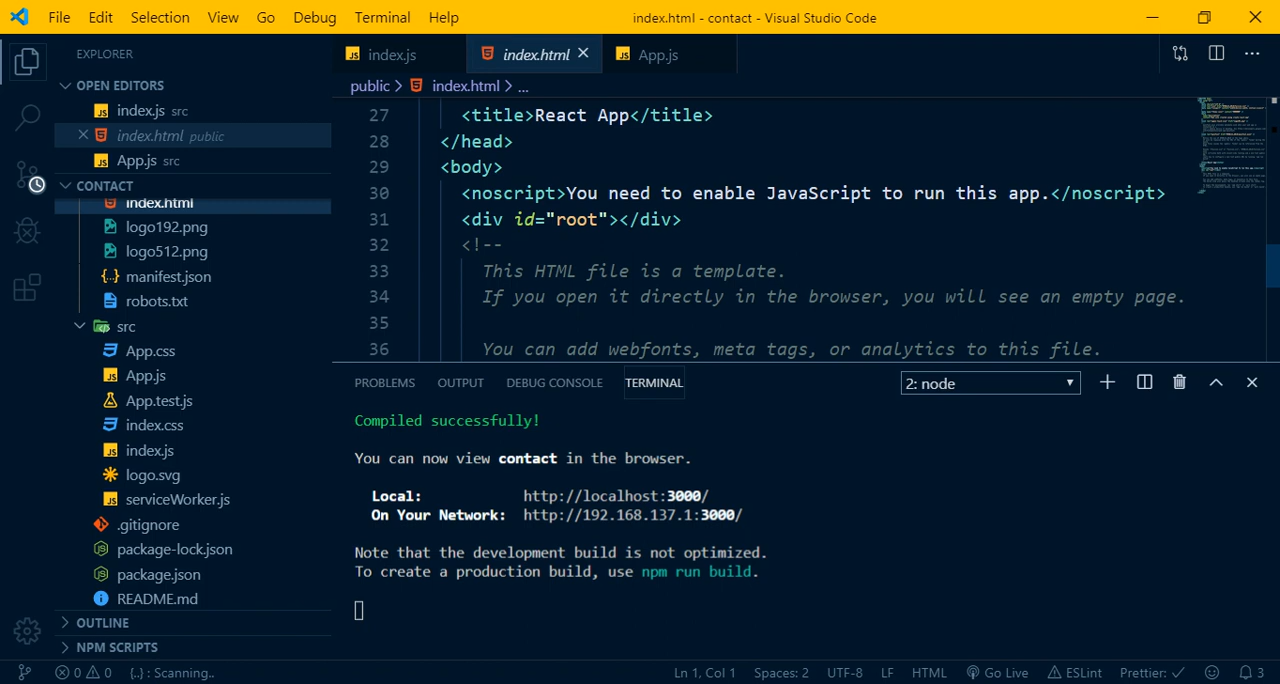 File Edit Selection View Go Debug Terminal Help
index.html - contact - Visual Studio Code
EXPLORER
OPEN EDITORS
index.js src
index.html public
App.js src
CONTACT
index.html
logo192.png
logo512.png
{..} manifest.json
robots.txt
src
App.css
App.js
App.test.js
index.css
index.js
logo.svg
serviceWorker.js
.gitignore
package-lock.json
package.json
README.md
OUTLINE
NPM SCRIPTS
index.js
index.html
App.js
public > index.html > ...
27 <title>React App</title>
28 </head>
29 <body>
30 <noscript>You need to enable JavaScript to run this app.</noscript>
31 <div id="root"></div>
32 <!--
33 This HTML file is a template.
34 If you open it directly in the browser, you will see an empty page.
35
36 You can add webfonts, meta tags, or analytics to this file.
PROBLEMS OUTPUT DEBUG CONSOLE TERMINAL
2: node
Compiled successfully!
You can now view contact in the browser.
Local: http://localhost:3000/
On Your Network: http://192.168.137.1:3000/
Note that the development build is not optimized.
To create a production build, use npm run build.
0 0 {..} : Scanning..
Ln 1, Col 1 Spaces: 2 UTF-8 LF HTML Go Live ESLint Prettier: ✓ 3